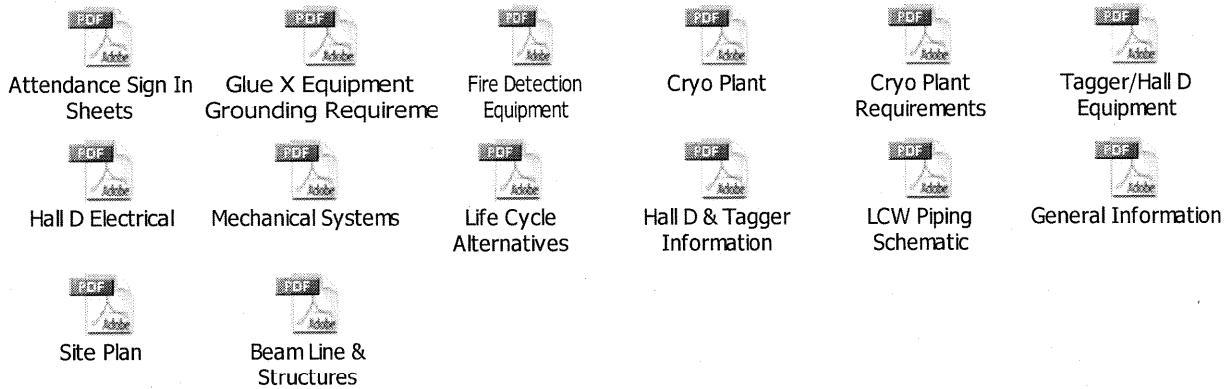 PDF PDF PDF PDF PDF PDF
Adobe Adobe Adobe Adobe Adobe Adobe
Attendance Sign In Sheets
Glue X Equipment Grounding Requireme
Fire Detection Equipment
Cryo Plant
Cryo Plant Requirements
Tagger/Hall D Equipment
PDF PDF PDF PDF PDF PDF
Adobe Adobe Adobe Adobe Adobe Adobe
Hall D Electrical
Mechanical Systems
Life Cycle Alternatives
Hall D & Tagger Information
LCW Piping Schematic
General Information
PDF PDF
Adobe Adobe
Site Plan
Beam Line & Structures